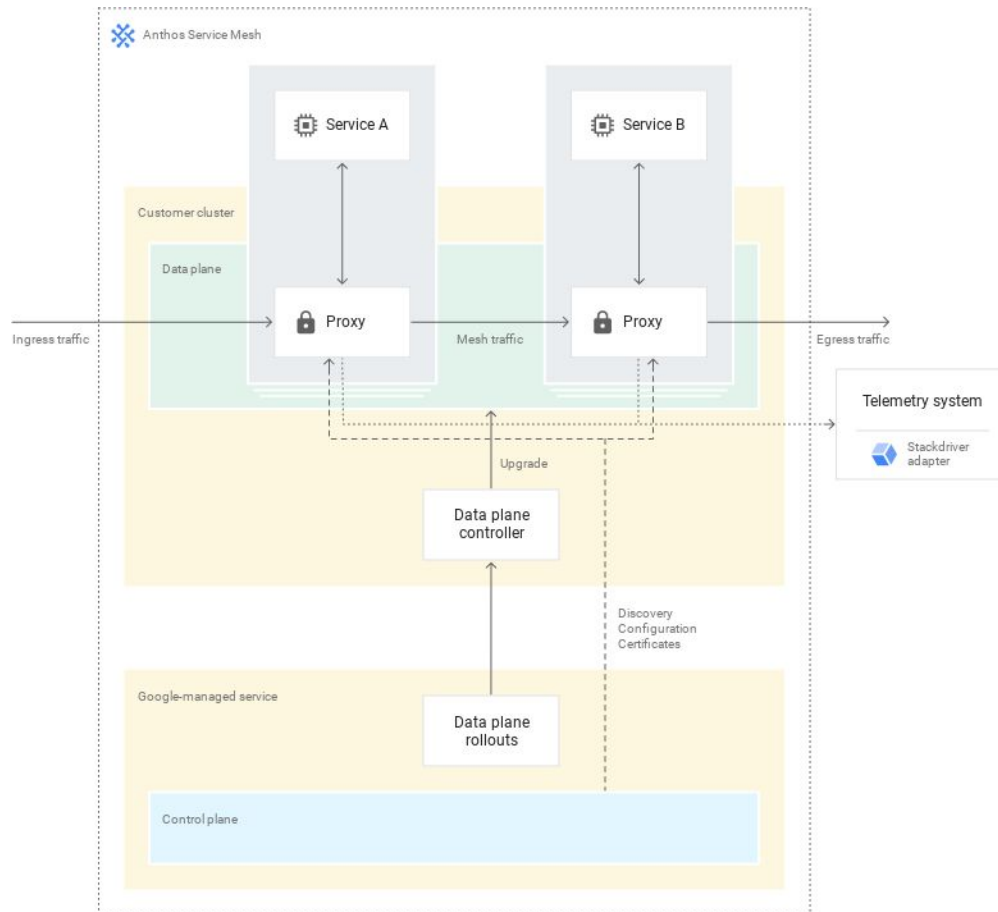 Anthos Service Mesh
Service A
Service B
Customer cluster
Data plane
Proxy
Proxy
Ingress traffic
Mesh traffic
Egress traffic
Telemetry system
Stackdriver
adapter
Upgrade
Data plane
controller
Discovery
Configuration
Certificates
Google-managed service
Data plane
rollouts
Control plane